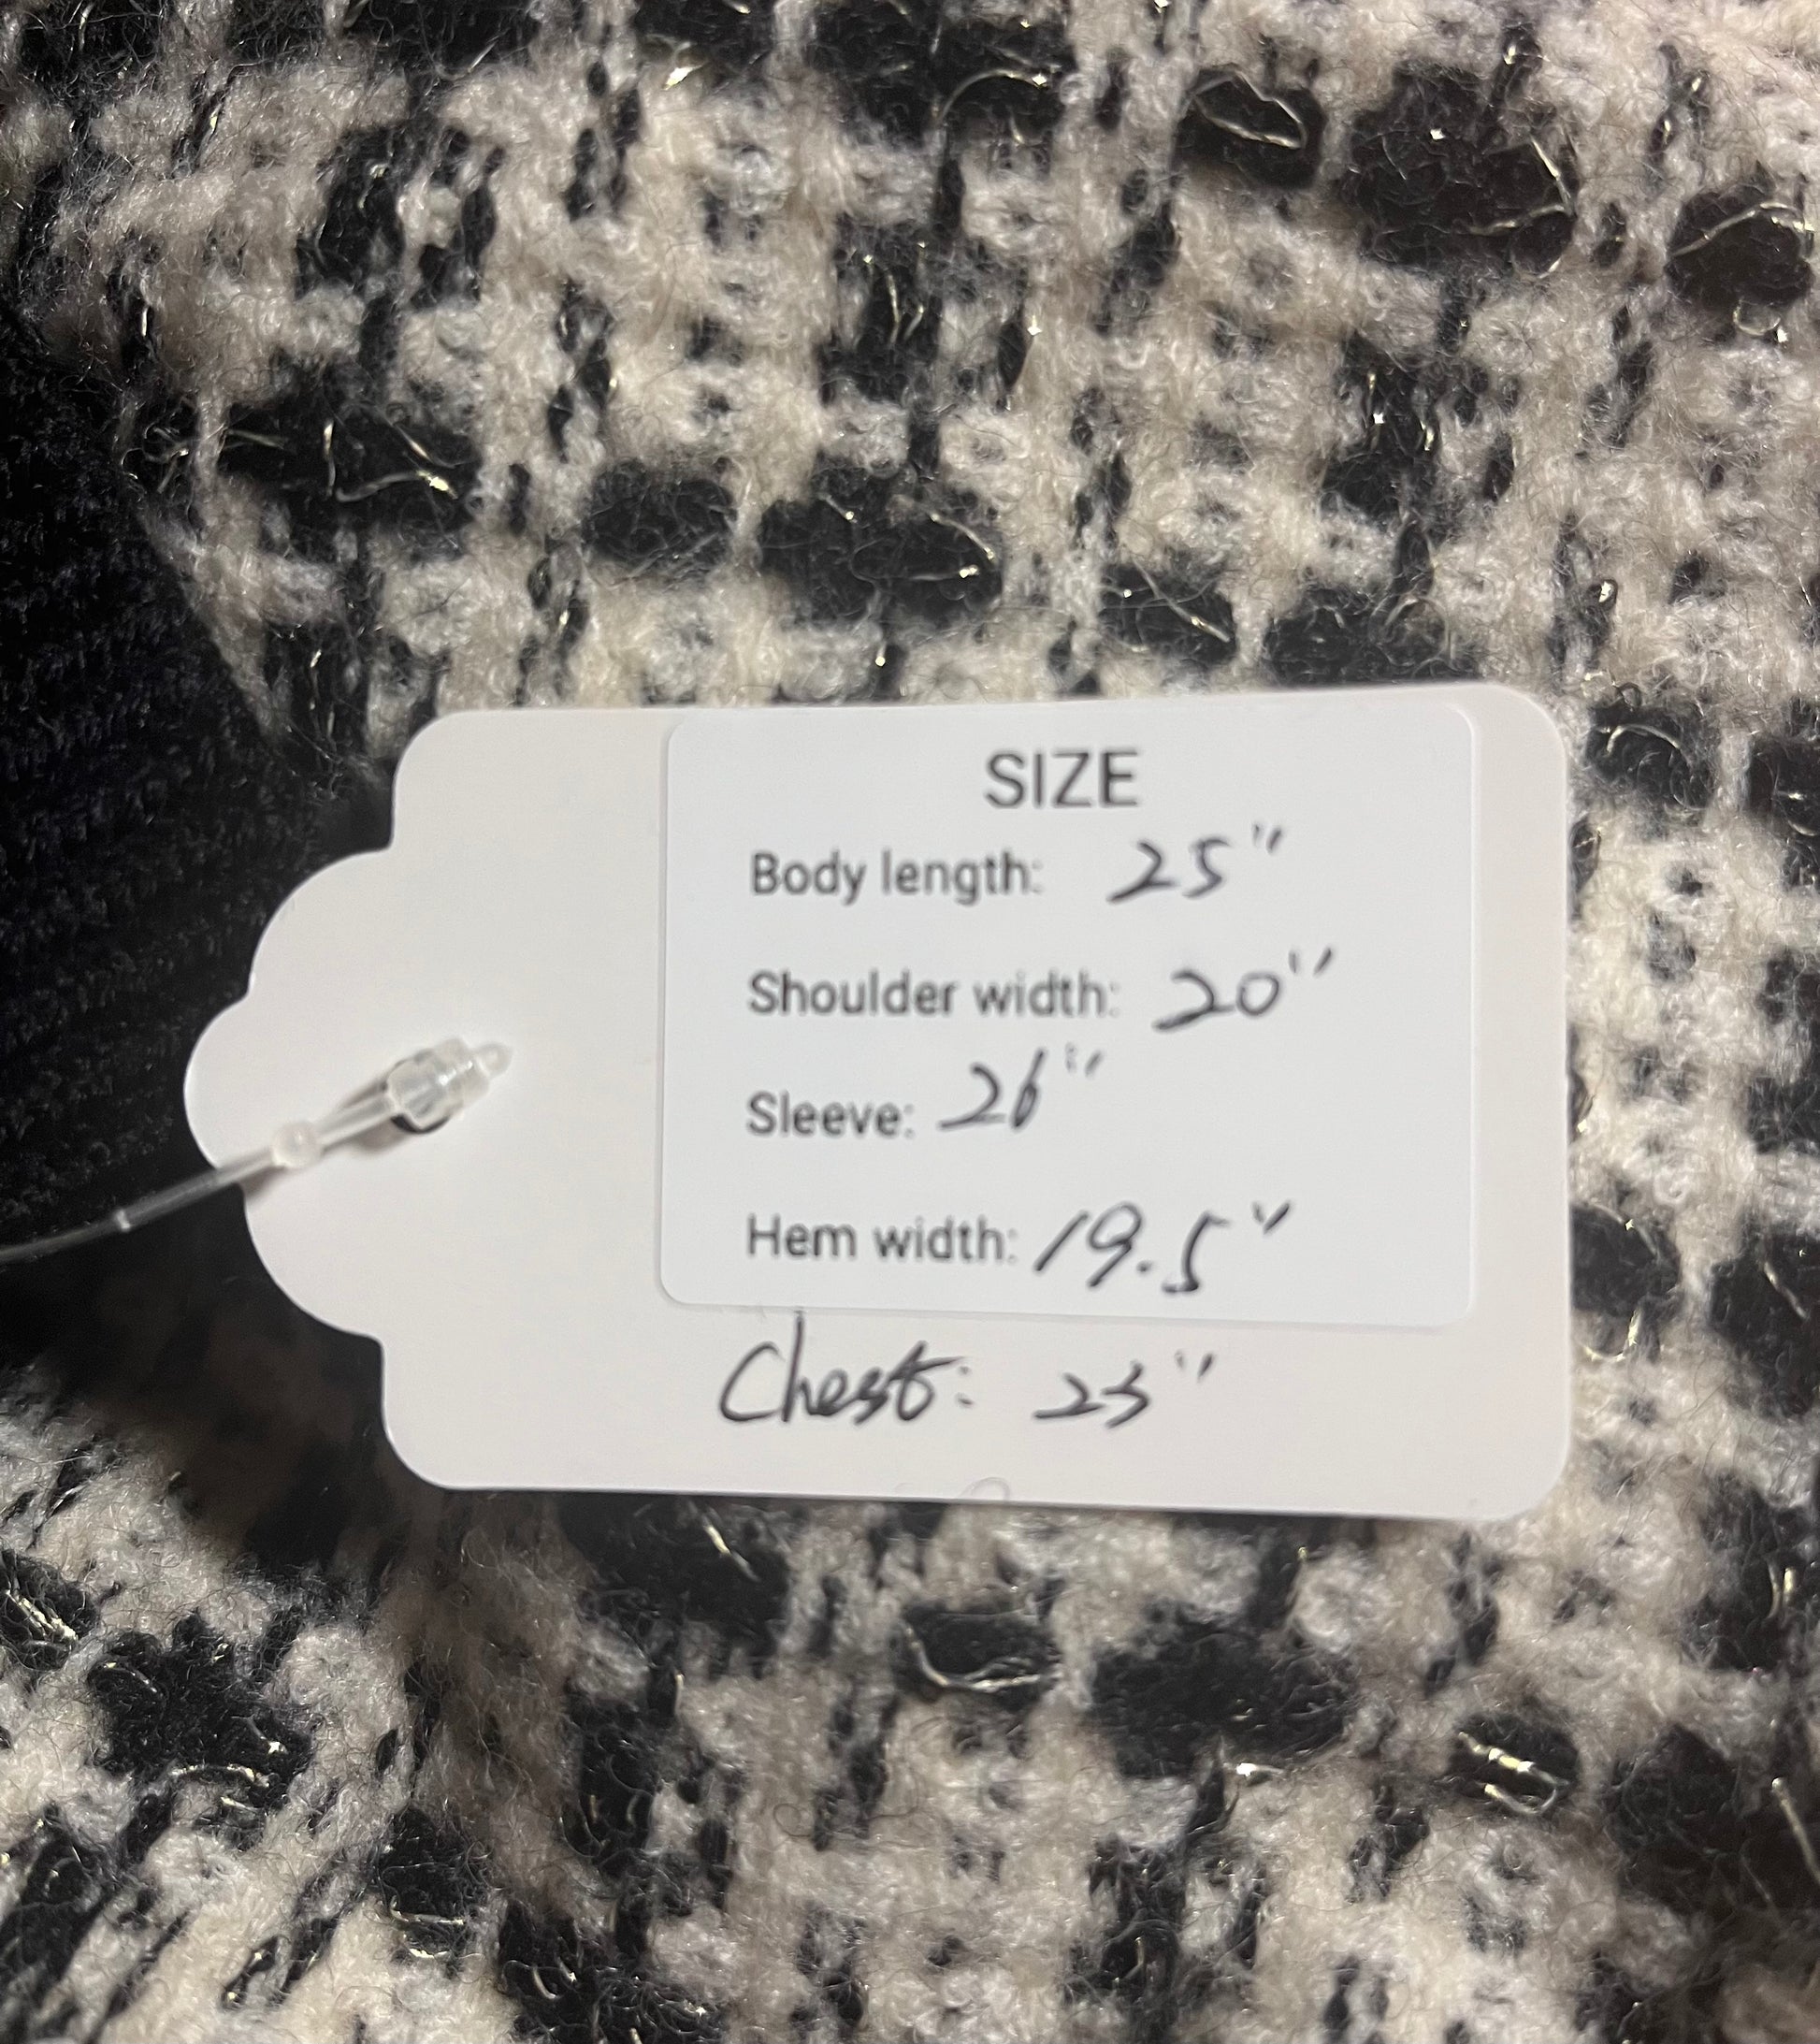 SIZE
Body length: 25"
Shoulder width: 20"
Sleeve: 26"
Hem width: 19.5"
Chest: 23"